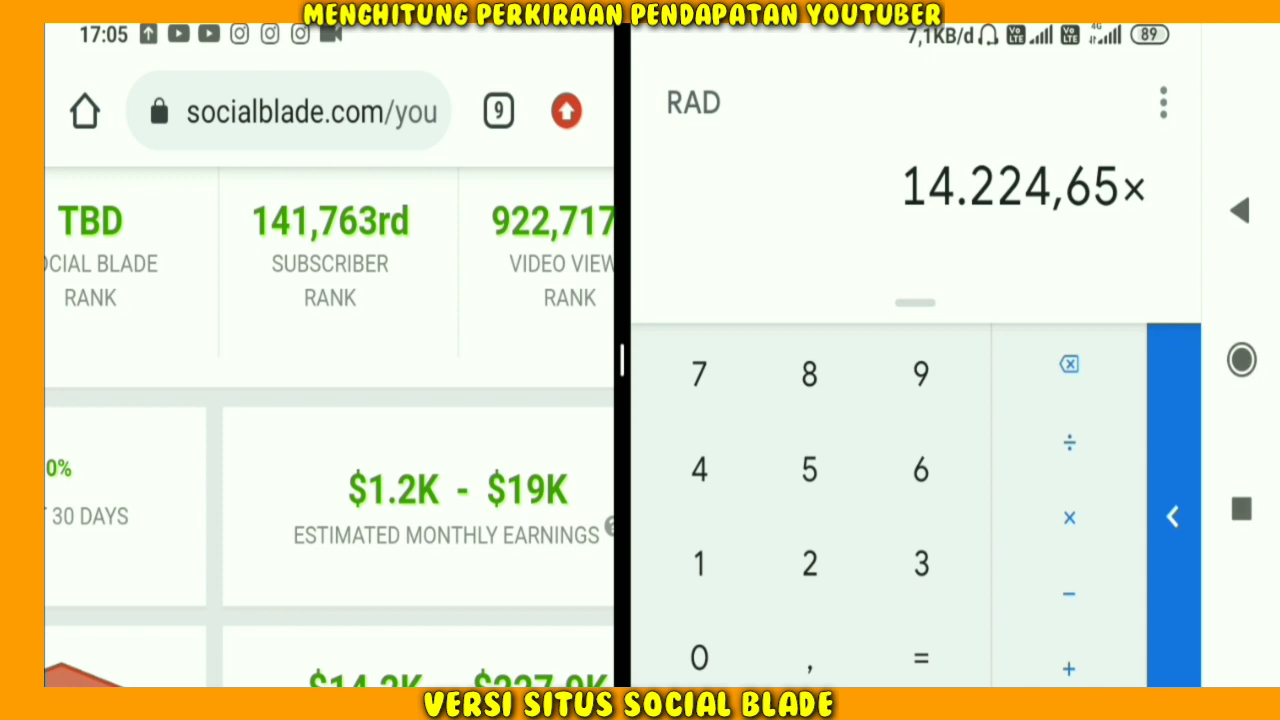 MENGHITUNG PERKIRAAN PENDAPATAN YOUTUBER
17:05
7,1KB/d
4G
89
socialblade.com/you
9
TBD
CIAL BLADE
RANK
141,763rd
SUBSCRIBER
RANK
922,717
VIDEO VIEW
RANK
0%
30 DAYS
$1.2K - $19K
ESTIMATED MONTHLY EARNINGS
RAD
14.224,65×
7 8 9
÷
4 5 6
×
1 2 3
−
0 , =
+
VERSI SITUS SOCIAL BLADE